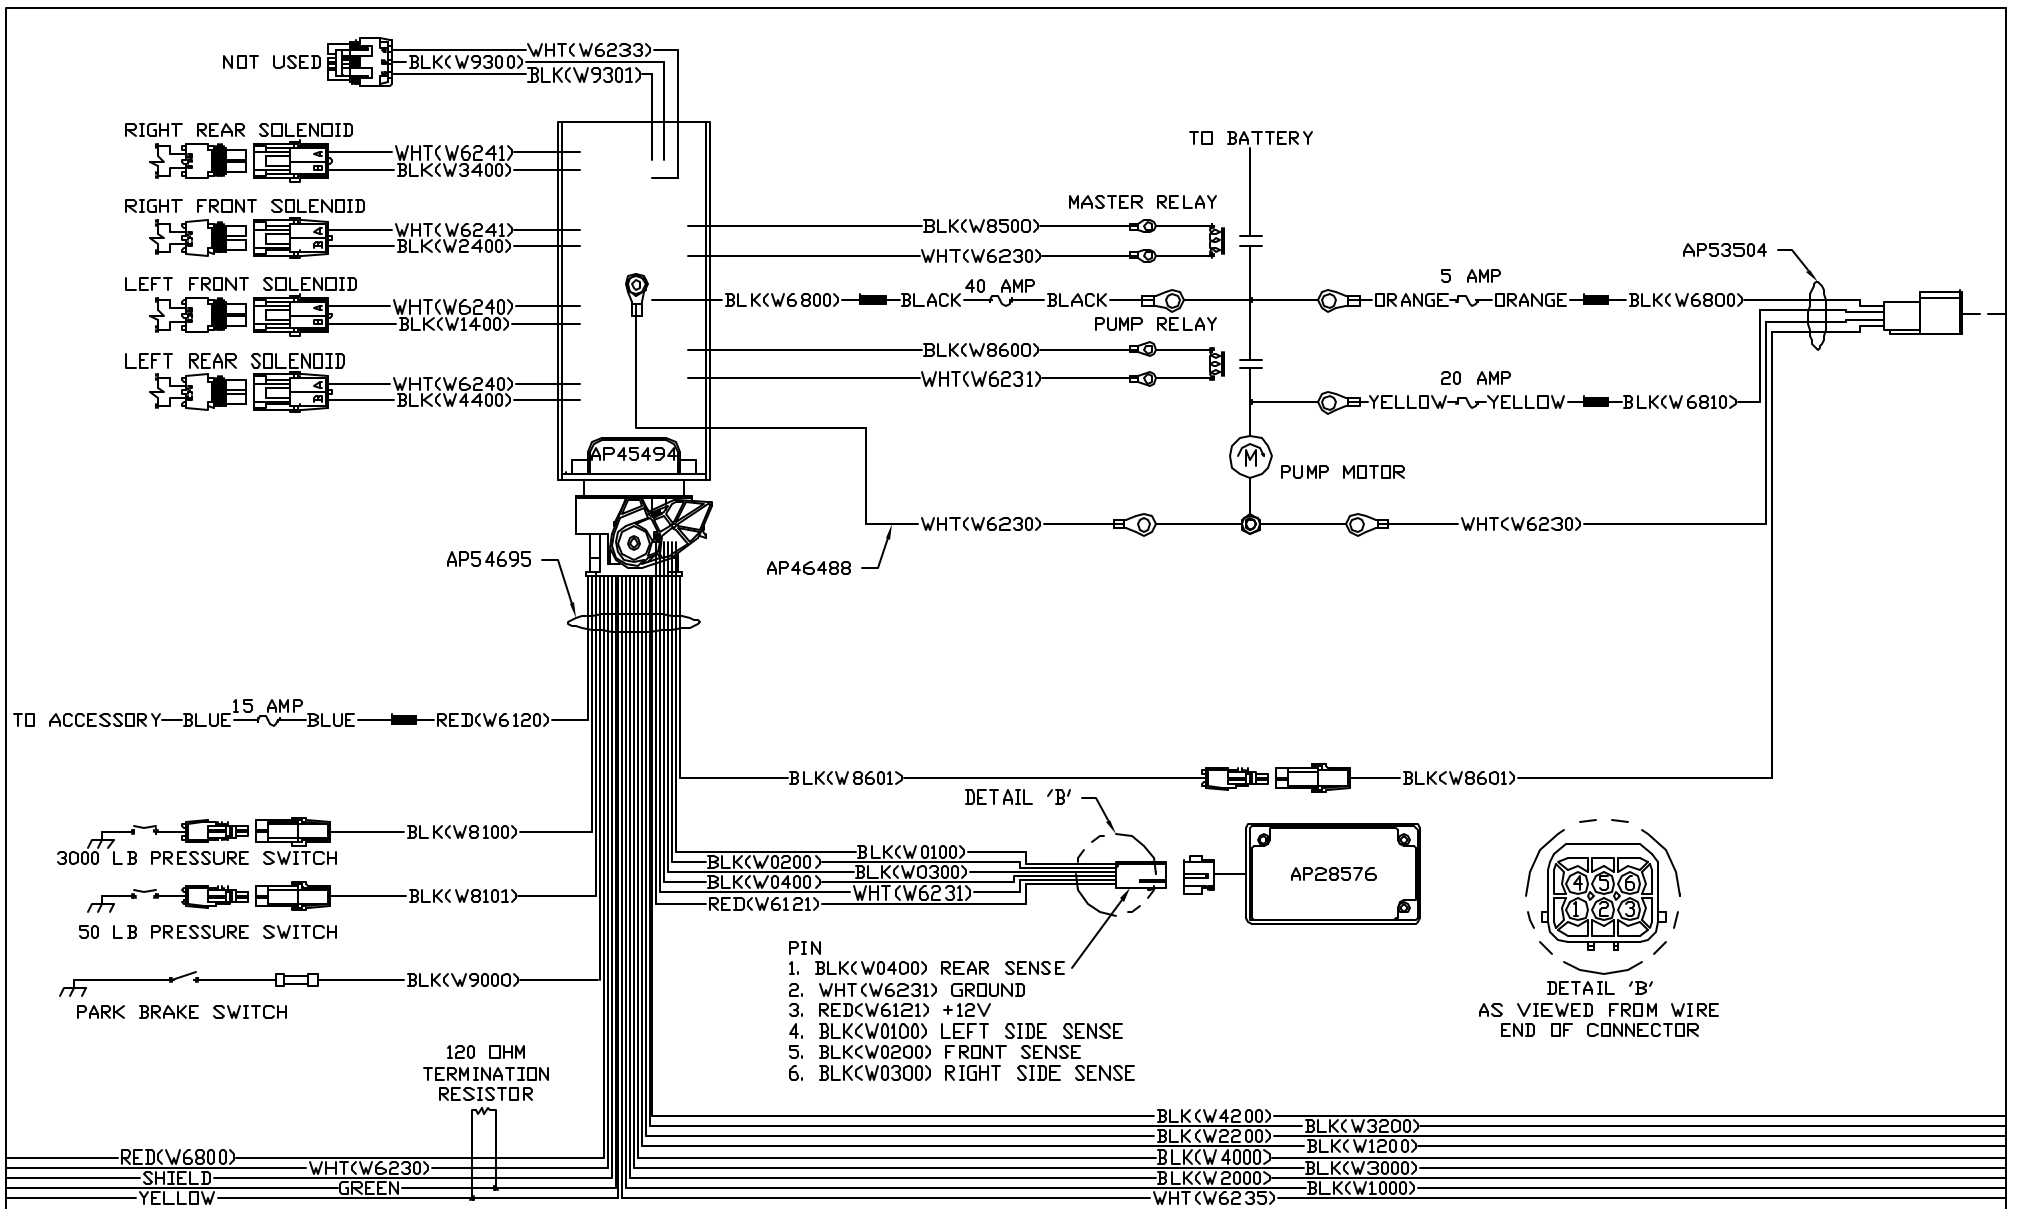 NOT USED
WHT(W6233)
BLK(W9300)
BLK(W9301)
RIGHT REAR SOLENOID
A
B
WHT(W6241)
BLK(W3400)
RIGHT FRONT SOLENOID
A
B
WHT(W6241)
BLK(W2400)
LEFT FRONT SOLENOID
A
B
WHT(W6240)
BLK(W1400)
LEFT REAR SOLENOID
A
B
WHT(W6240)
BLK(W4400)
AP45494
TO BATTERY
MASTER RELAY
BLK(W8500)
WHT(W6230)
40 AMP
BLK(W6800) BLACK BLACK
PUMP RELAY
BLK(W8600)
WHT(W6231)
5 AMP
ORANGE ORANGE BLK(W6800)
AP53504
20 AMP
YELLOW YELLOW BLK(W6810)
M
PUMP MOTOR
WHT(W6230)
WHT(W6230)
AP46488
AP54695
15 AMP
TO ACCESSORY BLUE BLUE RED(W6120)
BLK(W8601)
BLK(W8601)
BLK(W8100)
3000 LB PRESSURE SWITCH
BLK(W8101)
50 LB PRESSURE SWITCH
BLK(W9000)
PARK BRAKE SWITCH
DETAIL 'B'
BLK(W0100)
BLK(W0200)
BLK(W0300)
BLK(W0400)
WHT(W6231)
RED(W6121)
AP28576
4 5 6
1 2 3
DETAIL 'B'
AS VIEWED FROM WIRE
END OF CONNECTOR
PIN
1. BLK(W0400) REAR SENSE
2. WHT(W6231) GROUND
3. RED(W6121) +12V
4. BLK(W0100) LEFT SIDE SENSE
5. BLK(W0200) FRONT SENSE
6. BLK(W0300) RIGHT SIDE SENSE
120 OHM
TERMINATION
RESISTOR
RED(W6800)
WHT(W6230)
SHIELD
GREEN
YELLOW
BLK(W4200)
BLK(W3200)
BLK(W2200)
BLK(W1200)
BLK(W4000)
BLK(W3000)
BLK(W2000)
BLK(W1000)
WHT(W6235)